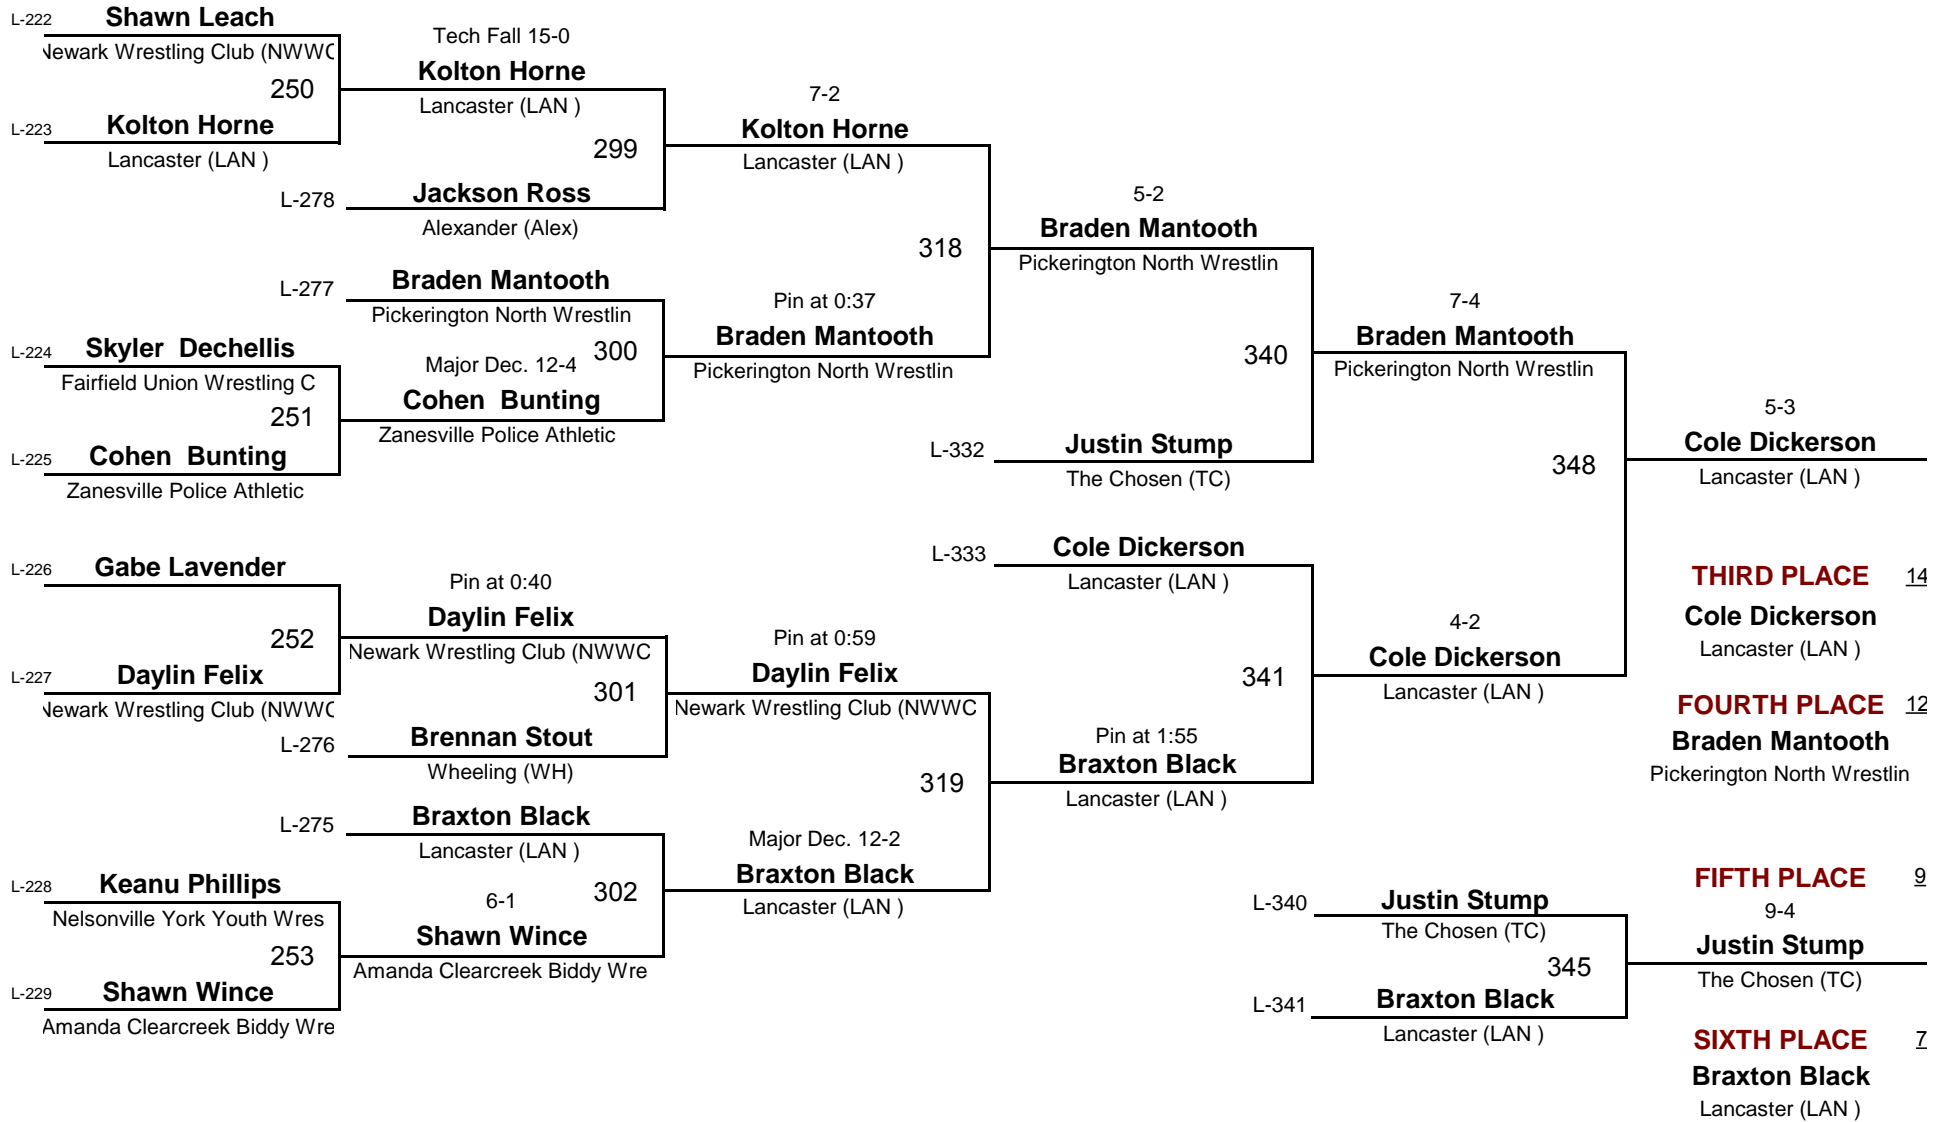 L-222 Shawn Leach
Newark Wrestling Club (NWWC
250
L-223 Kolton Horne
Lancaster (LAN )
Tech Fall 15-0
Kolton Horne
Lancaster (LAN )
299
L-278 Jackson Ross
Alexander (Alex)
7-2
Kolton Horne
Lancaster (LAN )
318
L-277 Braden Mantooth
Pickerington North Wrestlin
300
L-224 Skyler Dechellis
Fairfield Union Wrestling C
251
L-225 Cohen Bunting
Zanesville Police Athletic
Major Dec. 12-4
Cohen Bunting
Zanesville Police Athletic
Pin at 0:37
Braden Mantooth
Pickerington North Wrestlin
5-2
Braden Mantooth
Pickerington North Wrestlin
340
L-332 Justin Stump
The Chosen (TC)
7-4
Braden Mantooth
Pickerington North Wrestlin
348
5-3
Cole Dickerson
Lancaster (LAN )
L-226 Gabe Lavender
252
L-227 Daylin Felix
Newark Wrestling Club (NWWC
Pin at 0:40
Daylin Felix
Newark Wrestling Club (NWWC
301
L-276 Brennan Stout
Wheeling (WH)
Pin at 0:59
Daylin Felix
Newark Wrestling Club (NWWC
319
L-275 Braxton Black
Lancaster (LAN )
302
L-228 Keanu Phillips
Nelsonville York Youth Wres
253
L-229 Shawn Wince
Amanda Clearcreek Biddy Wre
6-1
Shawn Wince
Amanda Clearcreek Biddy Wre
Major Dec. 12-2
Braxton Black
Lancaster (LAN )
L-333 Cole Dickerson
Lancaster (LAN )
341
Pin at 1:55
Braxton Black
Lancaster (LAN )
4-2
Cole Dickerson
Lancaster (LAN )
THIRD PLACE 14
Cole Dickerson
Lancaster (LAN )
FOURTH PLACE 12
Braden Mantooth
Pickerington North Wrestlin
L-340 Justin Stump
The Chosen (TC)
345
L-341 Braxton Black
Lancaster (LAN )
FIFTH PLACE 9
9-4
Justin Stump
The Chosen (TC)
SIXTH PLACE 7
Braxton Black
Lancaster (LAN )